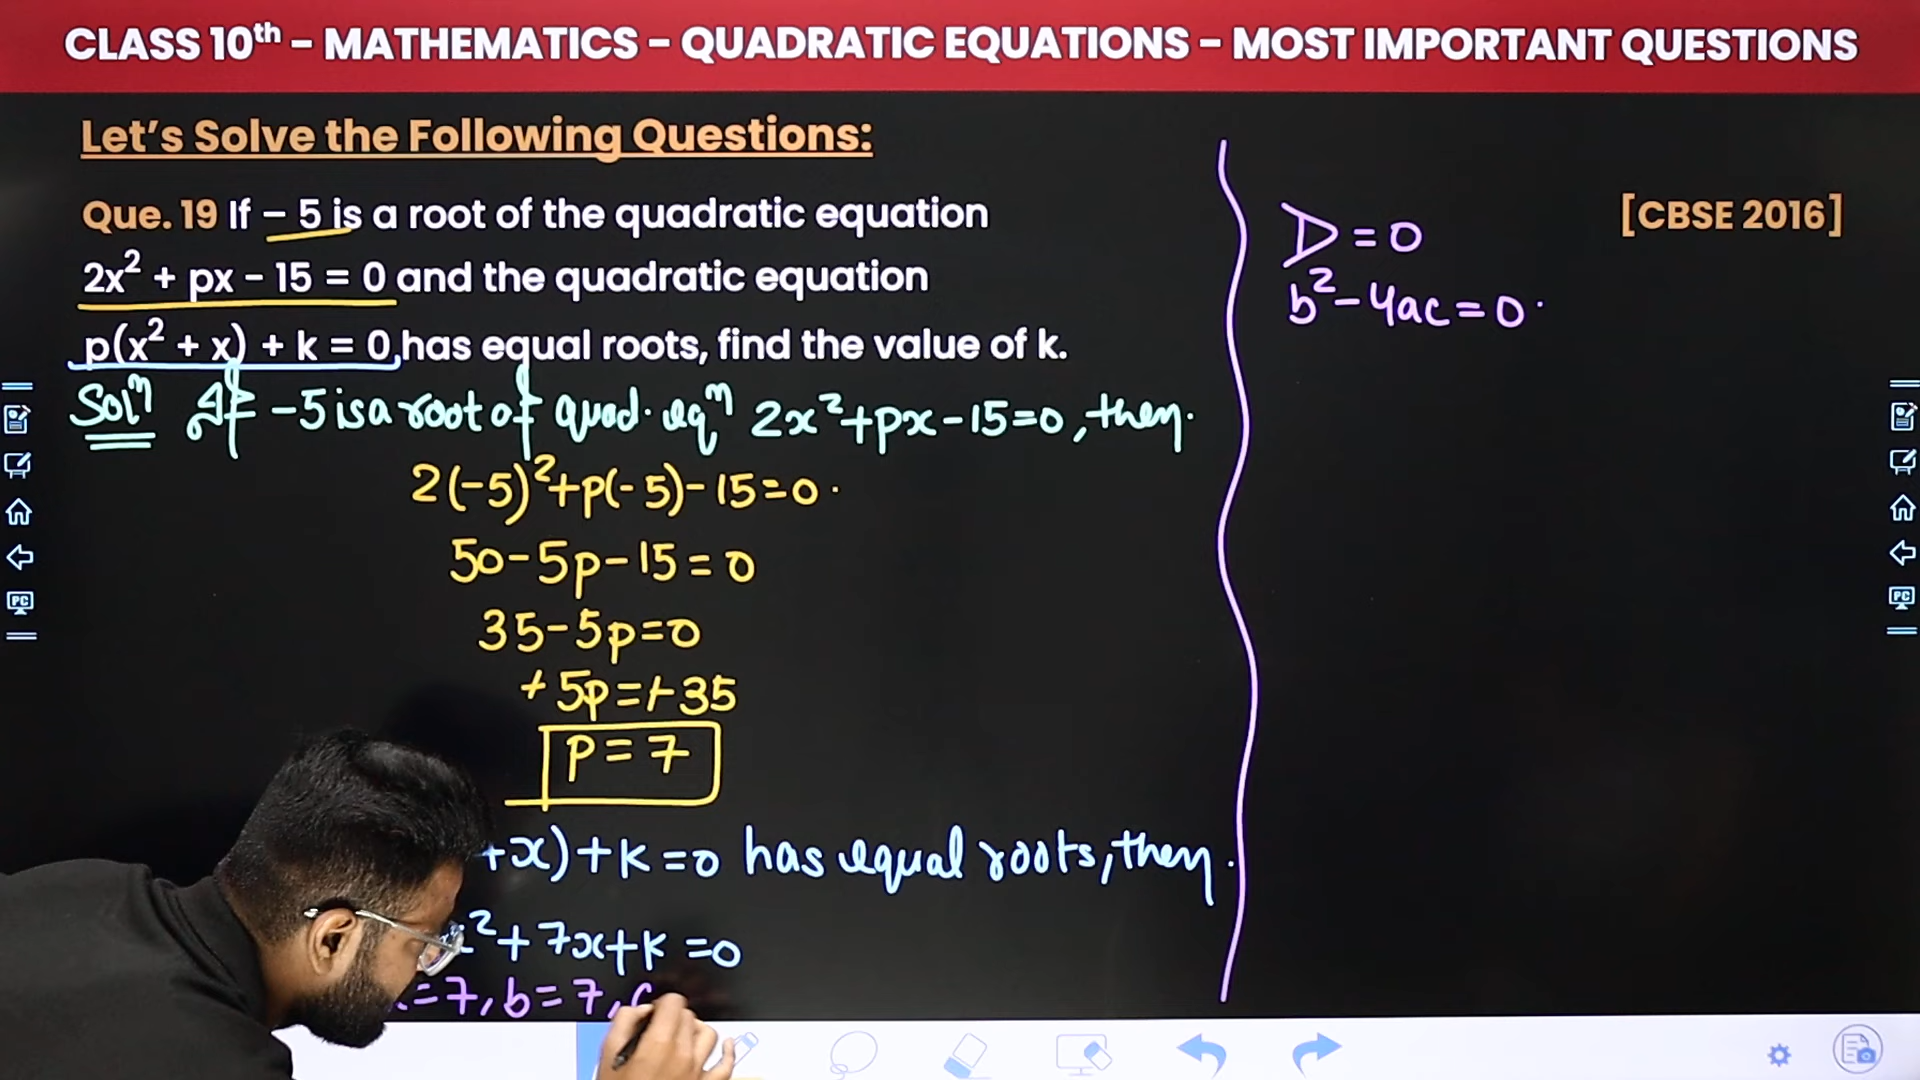 CLASS 10th - MATHEMATICS - QUADRATIC EQUATIONS - MOST IMPORTANT QUESTIONS
Let's Solve the Following Questions:
Que. 19 If – 5 is a root of the quadratic equation
2x² + px – 15 = 0 and the quadratic equation
p(x² + x) + k = 0, has equal roots, find the value of k.
[CBSE 2016]
Solⁿ If -5 is a root of quad. eqⁿ 2x²+px-15=0, then.
2(-5)²+p(-5)-15=0.
50-5p-15=0
35-5p=0
+5p=+35
p=7
+x)+k=0 has equal roots, then.
x²+7x+k=0
=7, b=7, c
D=0
b²-4ac=0.
PC
PC